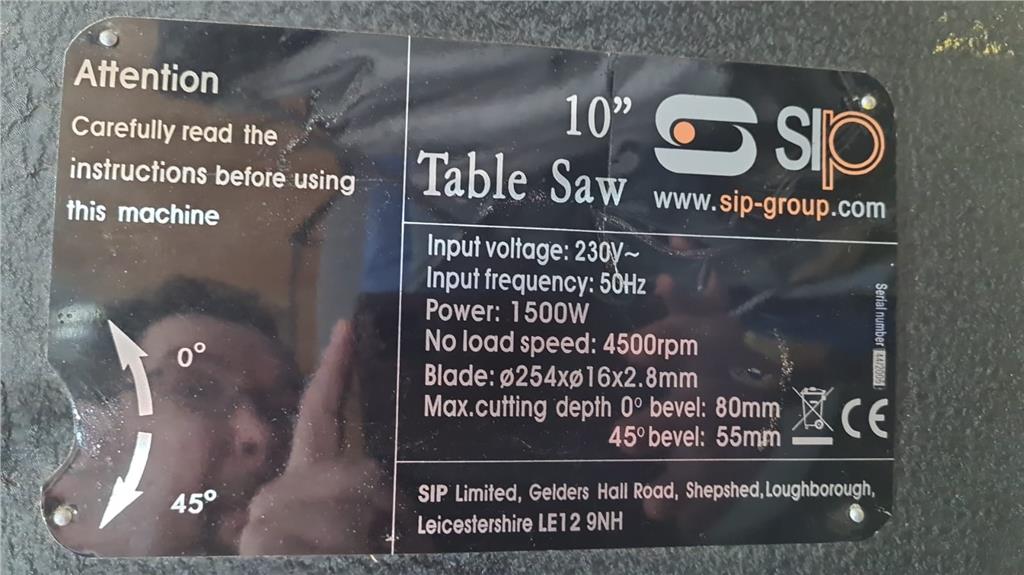 Attention
Carefully read the
instructions before using
this machine
0°
45°
10”
Table Saw
SIP
www.sip-group.com
Input voltage: 230V~
Input frequency: 50Hz
Power: 1500W
No load speed: 4500rpm
Blade: ø254xø16x2.8mm
Max.cutting depth 0° bevel: 80mm
45° bevel: 55mm
CE
Serial number
SIP Limited, Gelders Hall Road, Shepshed,Loughborough,
Leicestershire LE12 9NH